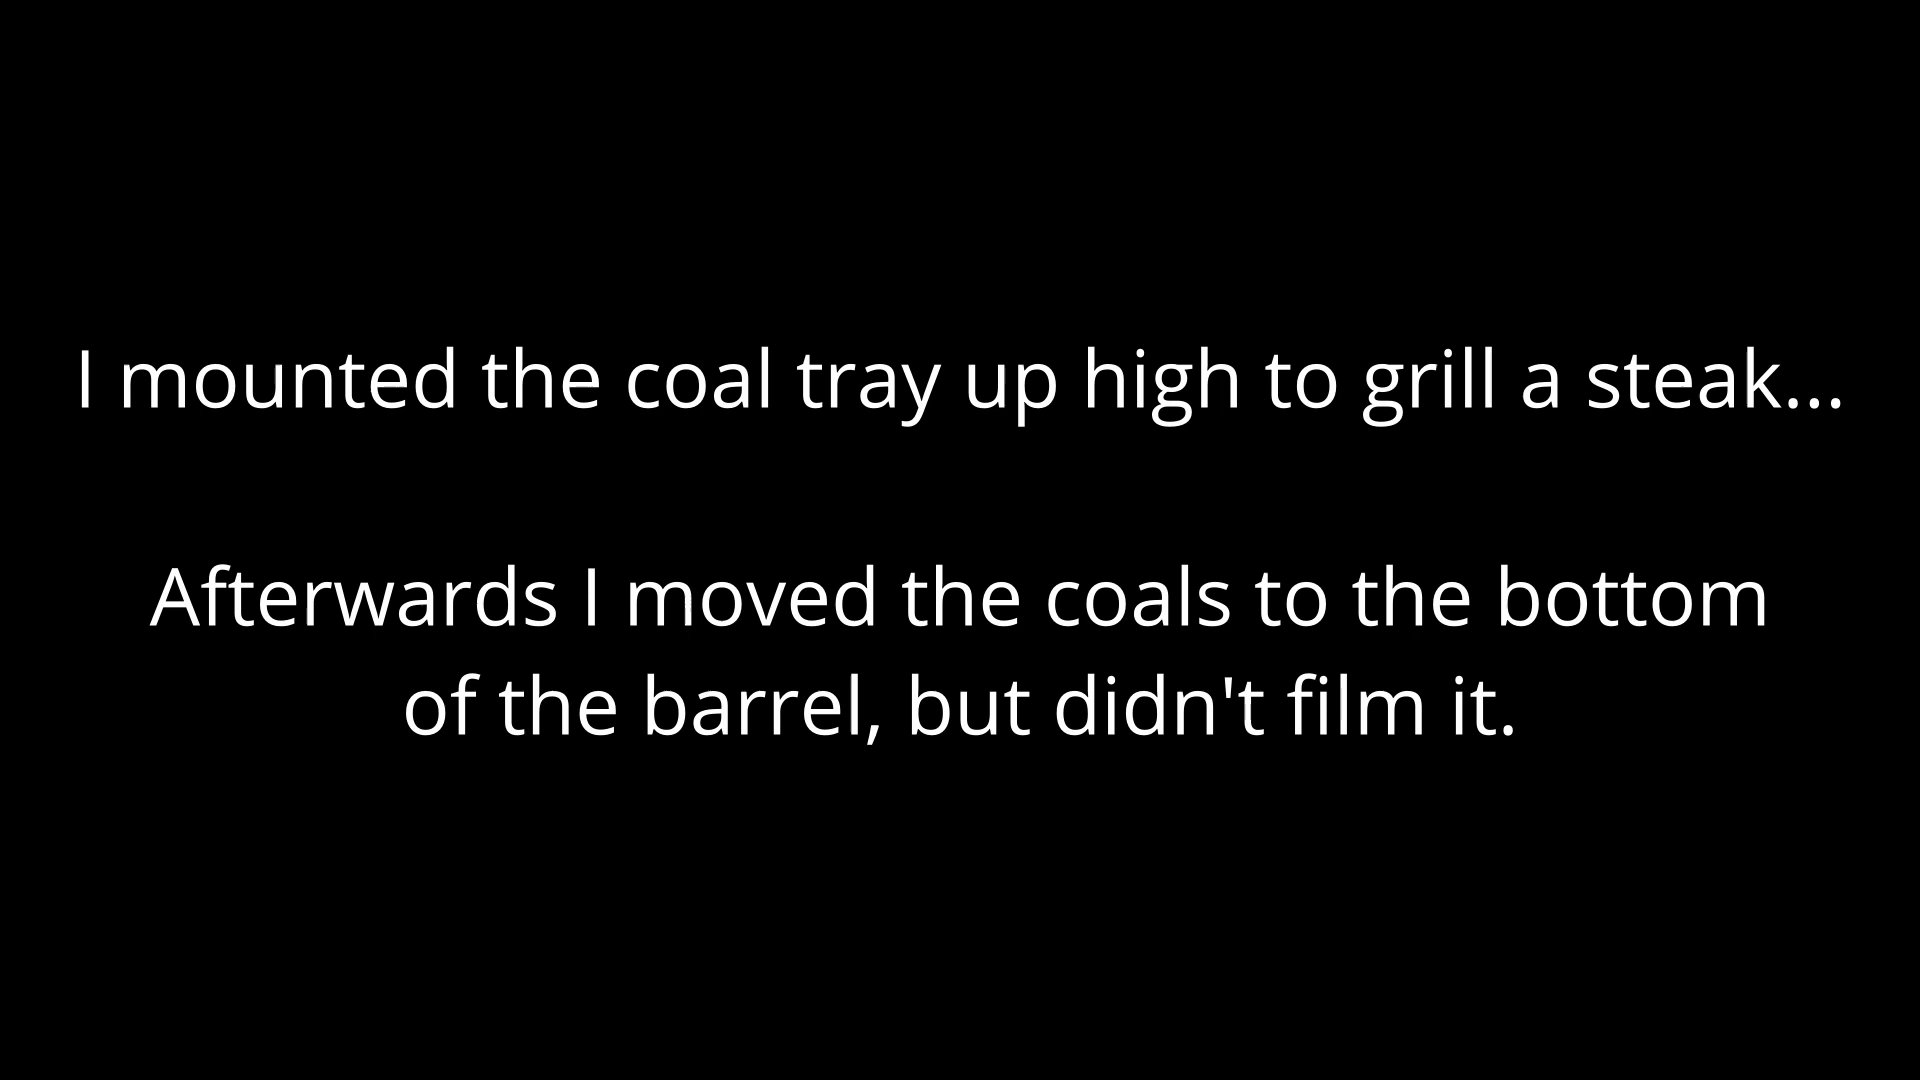 I mounted the coal tray up high to grill a steak...
Afterwards I moved the coals to the bottom
of the barrel, but didn't film it.